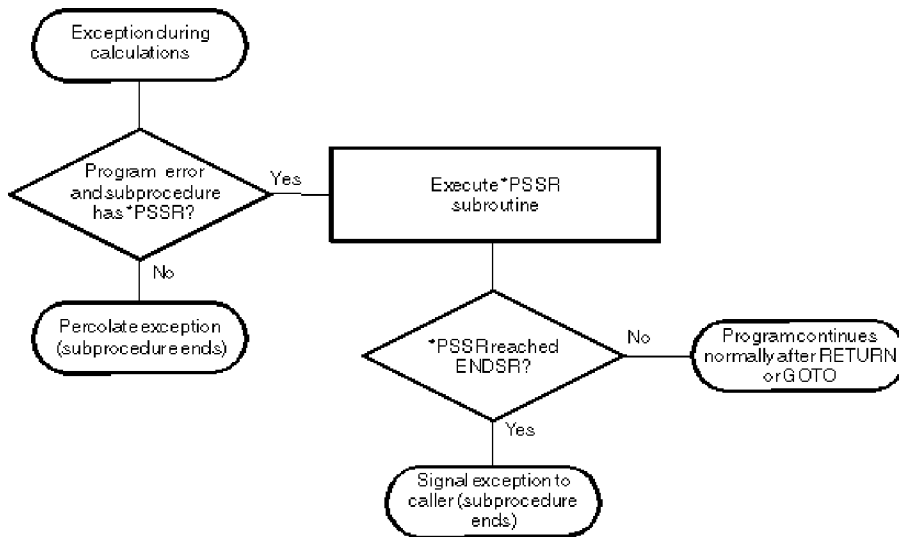 Exception during
calculations
Program error
and subprocedure
has *PSSR?
Yes
Execute *PSSR
subroutine
No
Percolate exception
(subprocedure ends)
*PSSR reached
ENDSR?
No
Program continues
normally after RETURN
or GOTO
Yes
Signal exception to
caller (subprocedure
ends)